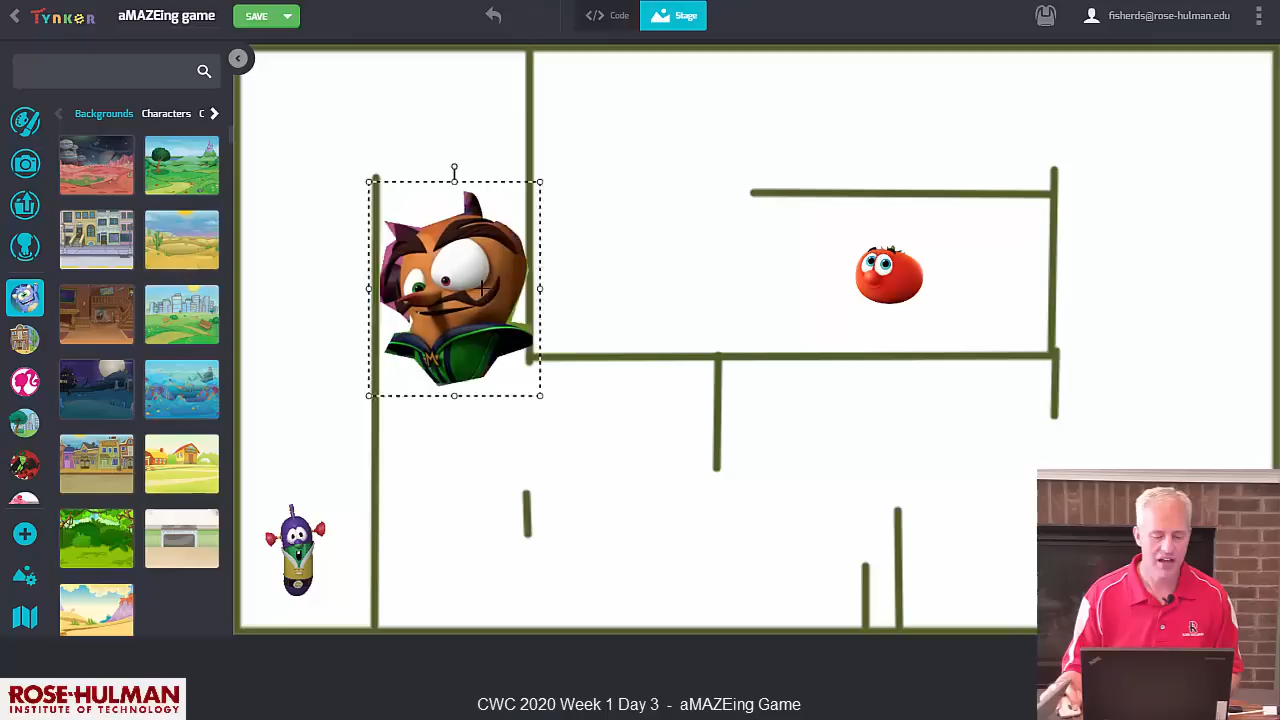 TYNKER
aMAZEing game
SAVE
</> Code
Stage
fisherds@rose-hulman.edu
Backgrounds
Characters
C
ROSE-HULMAN
INSTITUTE OF TECHNOLOGY
CWC 2020 Week 1 Day 3 - aMAZEing Game